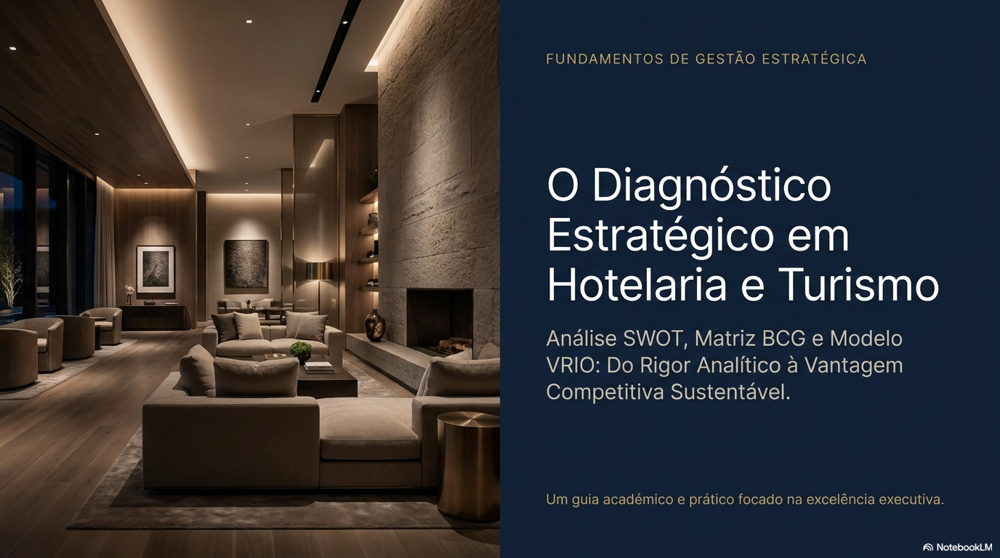 FUNDAMENTOS DE GESTÃO ESTRATÉGICA
O Diagnóstico
Estratégico em
Hotelaria e Turismo
Análise SWOT, Matriz BCG e Modelo
VRIO: Do Rigor Analítico à Vantagem
Competitiva Sustentável.
Um guia académico e prático focado na excelência executiva.
NotebookLM